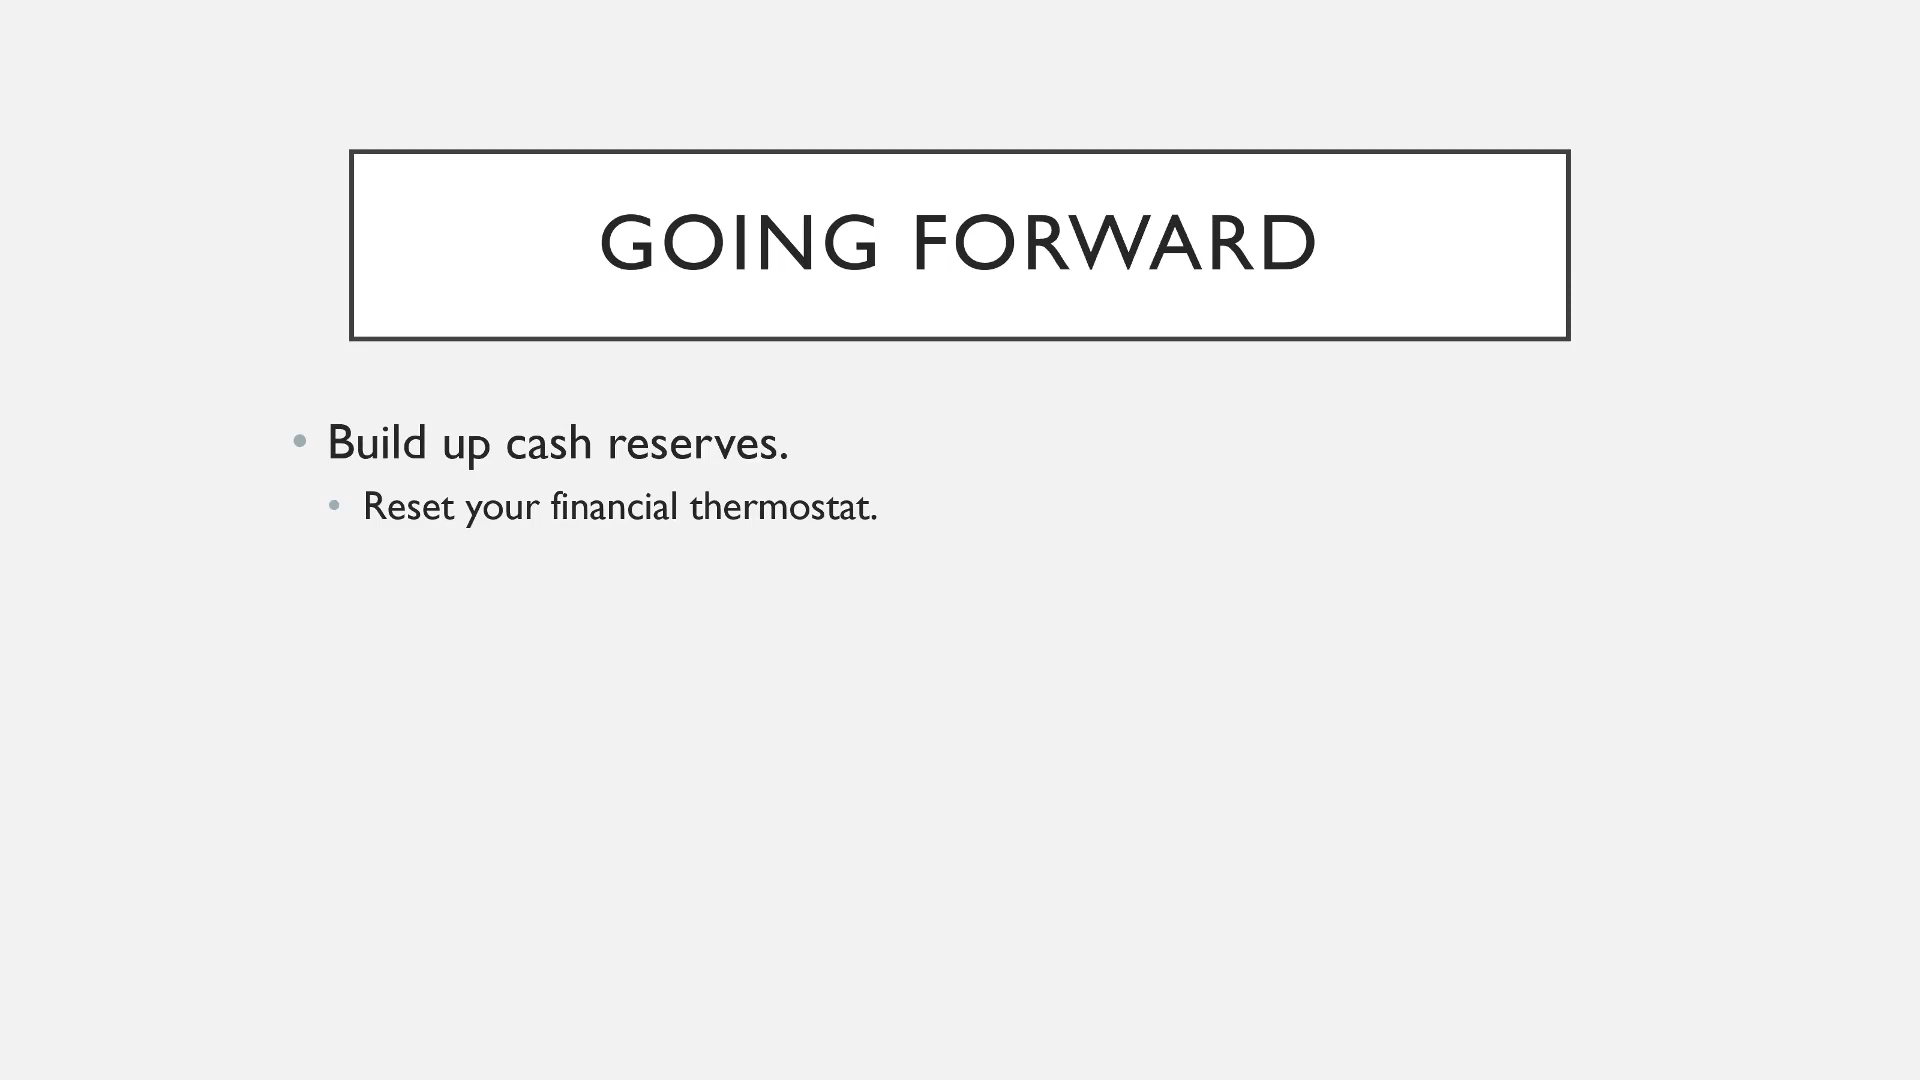 GOING FORWARD
• Build up cash reserves.
• Reset your financial thermostat.